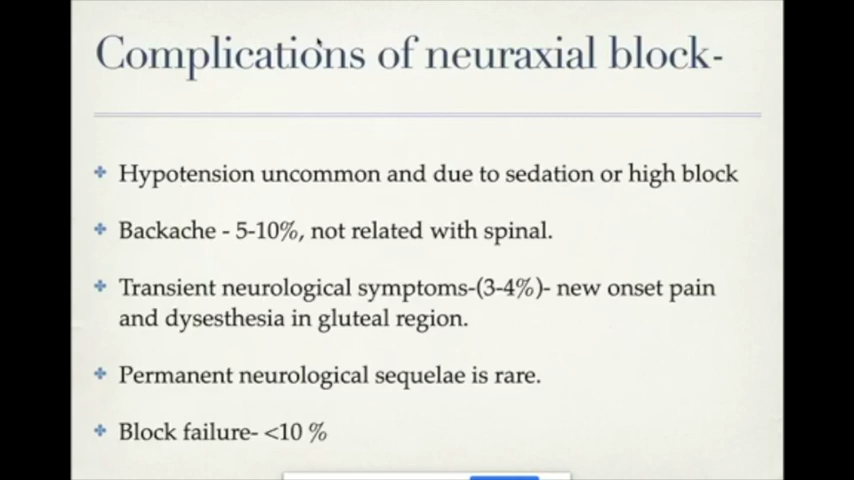 Complications of neuraxial block-
Hypotension uncommon and due to sedation or high block
Backache - 5-10%, not related with spinal.
Transient neurological symptoms-(3-4%)- new onset pain
and dysesthesia in gluteal region.
Permanent neurological sequelae is rare.
Block failure- <10 %